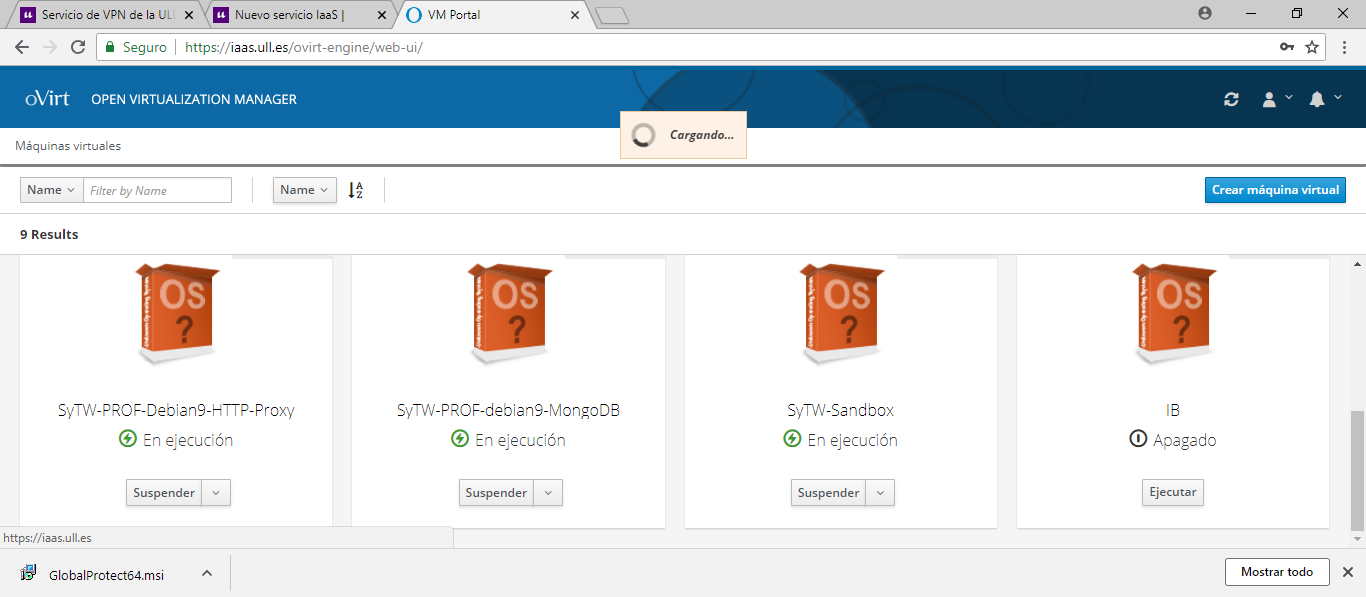 Servicio de VPN de la ULL
Nuevo servicio IaaS |
VM Portal
Seguro
https://iaas.ull.es/ovirt-engine/web-ui/
oVirt OPEN VIRTUALIZATION MANAGER
Cargando...
Máquinas virtuales
Name
Filter by Name
Name
A
Z
Crear máquina virtual
9 Results
OS
?
OS
?
OS
?
OS
?
SyTW-PROF-Debian9-HTTP-Proxy
En ejecución
Suspender
SyTW-PROF-debian9-MongoDB
En ejecución
Suspender
SyTW-Sandbox
En ejecución
Suspender
IB
Apagado
Ejecutar
https://iaas.ull.es
GlobalProtect64.msi
Mostrar todo